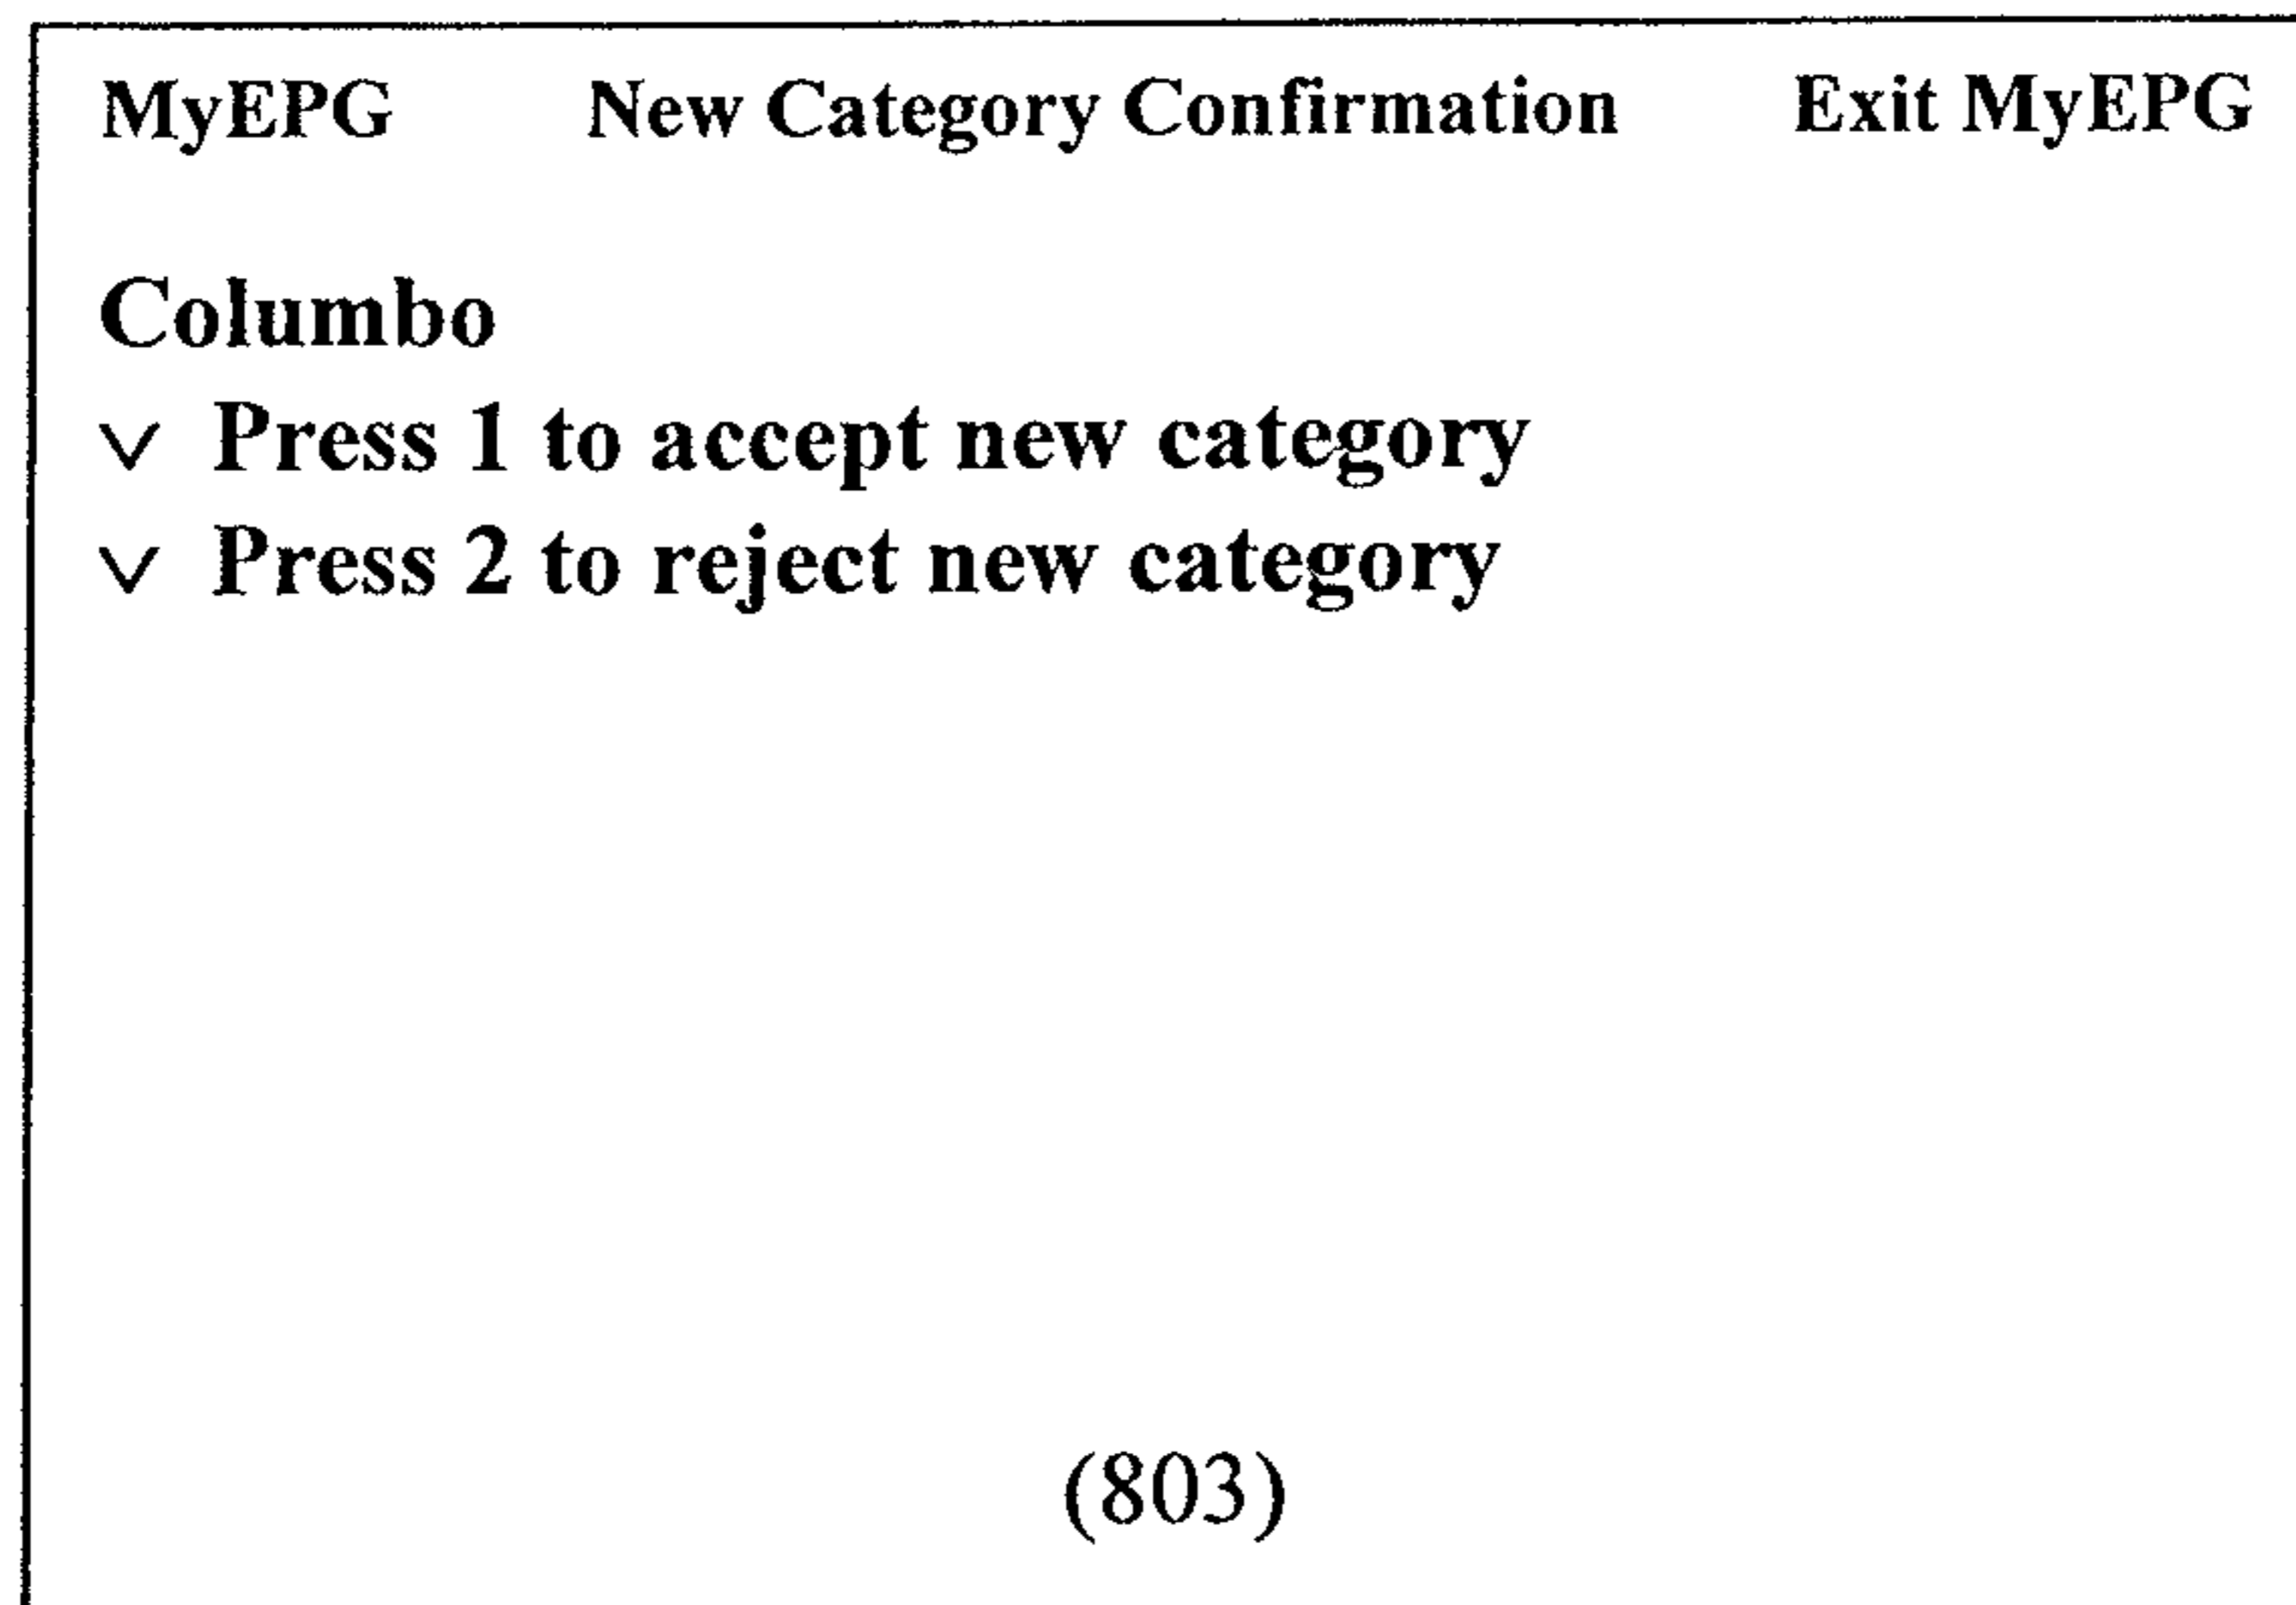 MyEPG New Category Confirmation Exit MyEPG
Columbo
∨ Press 1 to accept new category
∨ Press 2 to reject new category
(803)